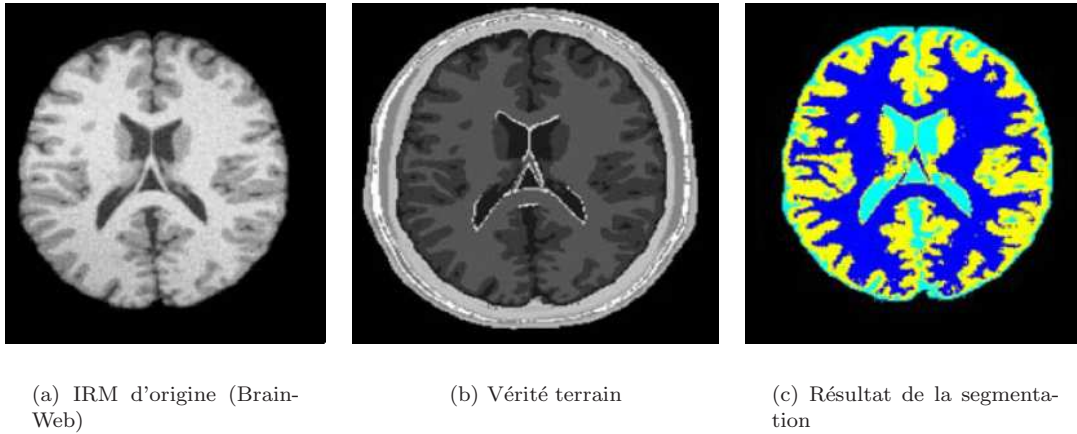 (a) IRM d'origine (Brain-
Web)
(b) Vérité terrain
(c) Résultat de la segmenta-
tion